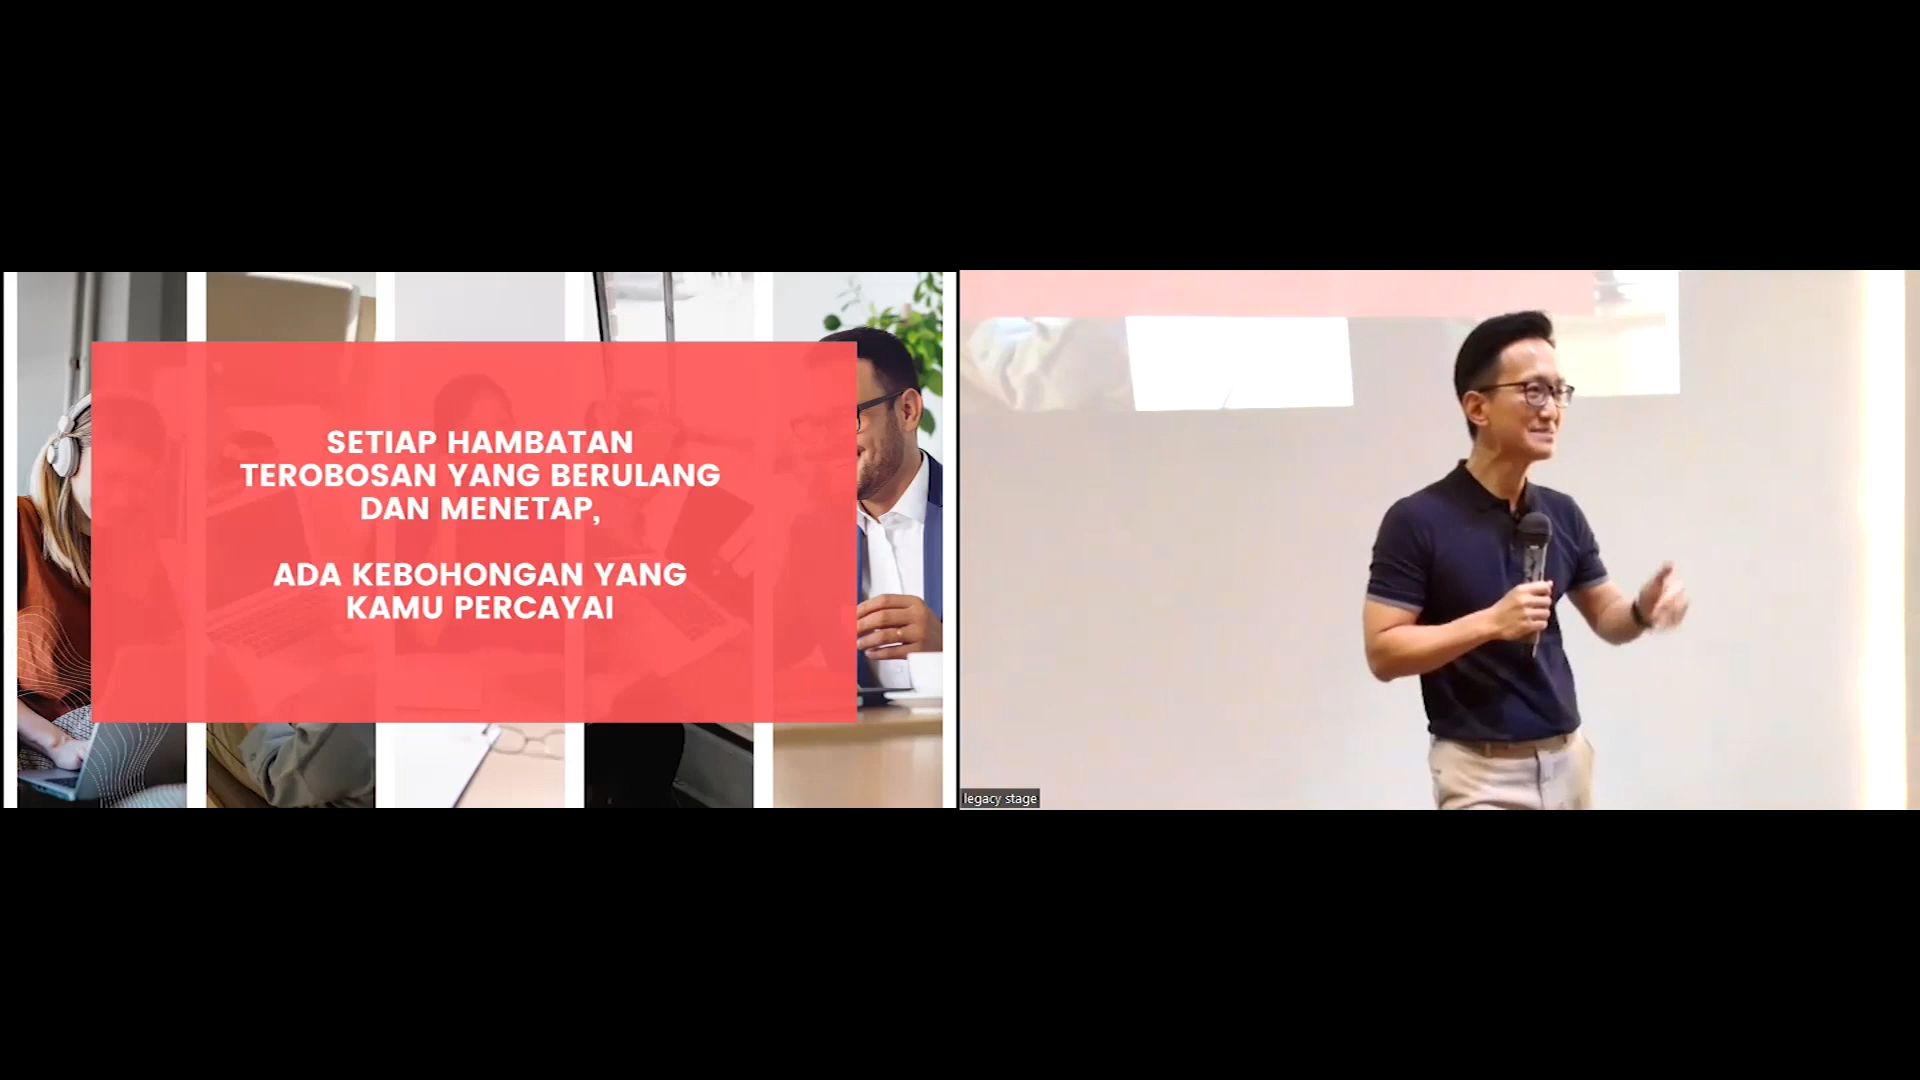 SETIAP HAMBATAN
TEROBOSAN YANG BERULANG
DAN MENETAP,
ADA KEBOHONGAN YANG
KAMU PERCAYAI
legacy stage